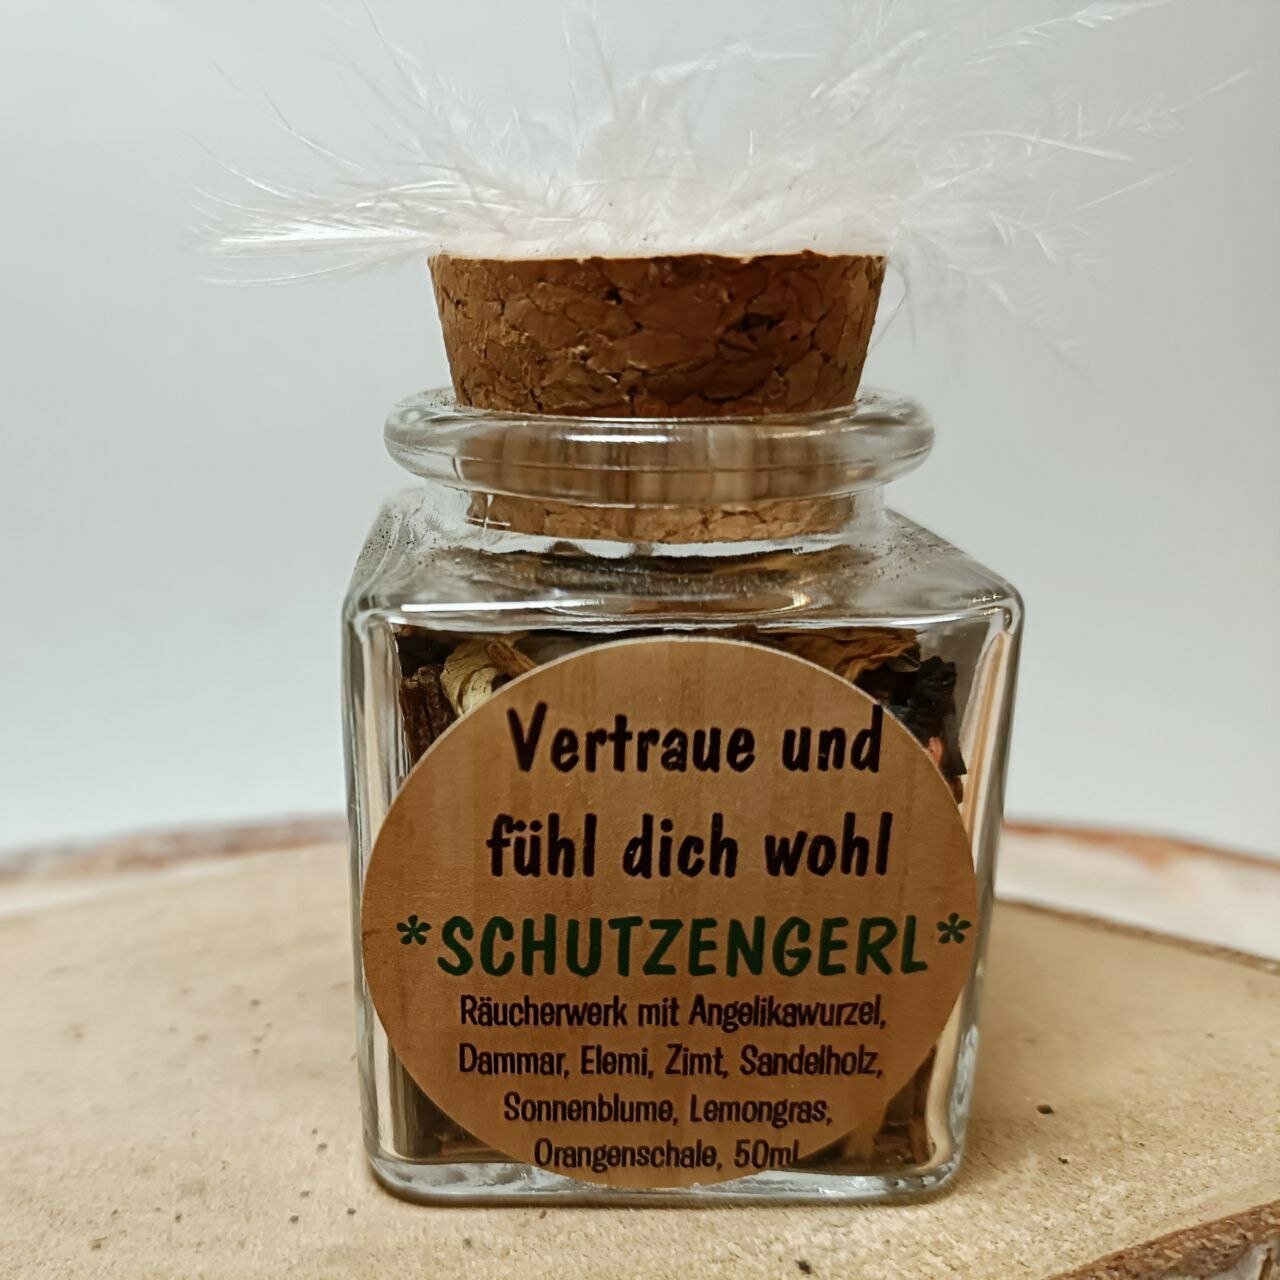 Vertraue und
fühl dich wohl
*SCHUTZENGERL*
Räucherwerk mit Angelikawurzel,
Dammar, Elemi, Zimt, Sandelholz,
Sonnenblume, Lemongras,
Orangenschale, 50ml